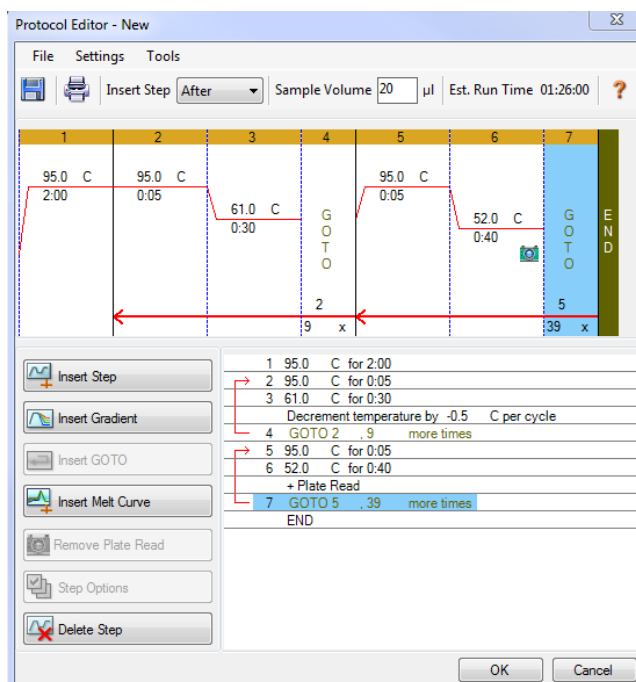 Protocol Editor - New
File Settings Tools
Insert Step After Sample Volume 20 µl Est. Run Time 01:26:00 ?
1 2 3 4 5 6 7
95.0 C 95.0 C 95.0 C
2:00 0:05 0:05
61.0 C 52.0 C
0:30 0:40
GOTO GOTO END
2 5
9 x 39 x
Insert Step
Insert Gradient
Insert GOTO
Insert Melt Curve
Remove Plate Read
Step Options
Delete Step
1 95.0 C for 2:00
2 95.0 C for 0:05
3 61.0 C for 0:30
Decrement temperature by -0.5 C per cycle
4 GOTO 2 , 9 more times
5 95.0 C for 0:05
6 52.0 C for 0:40
+ Plate Read
7 GOTO 5 , 39 more times
END
OK Cancel